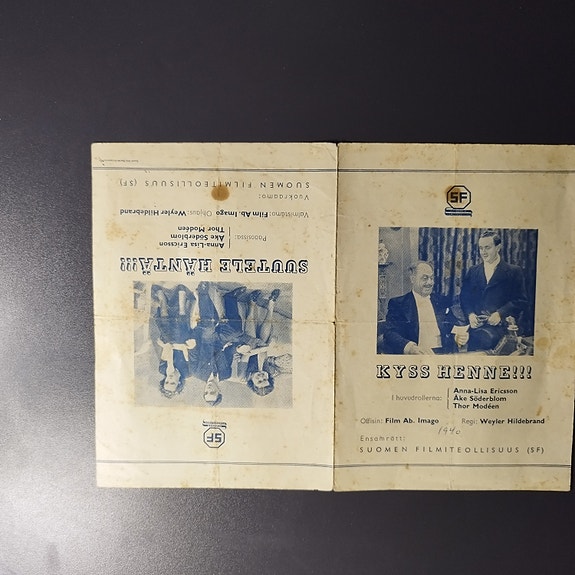 SF
KYSS HENNE!!!
I huvudrollerna: Anna-Lisa Ericsson
Åke Söderblom
Thor Modéen
Offisin: Film Ab. Imago Regi: Weyler Hildebrand
1940
Ensamrätt:
SUOMEN FILMITEOLLISUUS (SF)
SF
SUUTELE HÄNTÄ!!!
Pääosissa: Anna-Lisa Ericsson
Åke Söderblom
Thor Modéen
Valmistamo: Film Ab. Imago Ohjaus: Weyler Hildebrand
Vuokraamo:
SUOMEN FILMITEOLLISUUS (SF)